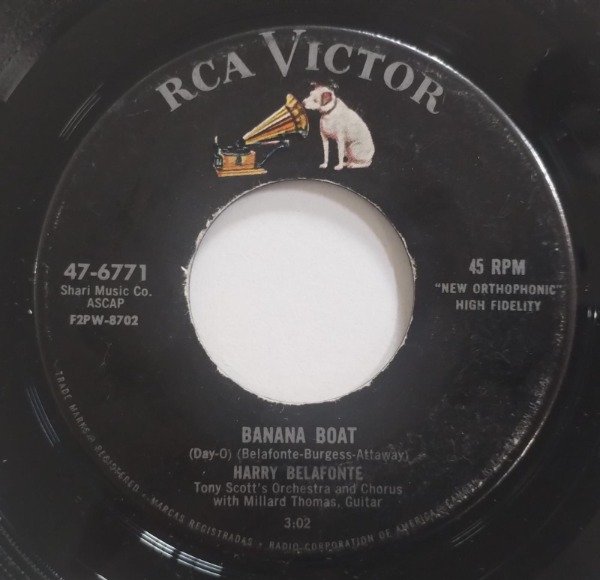 RCA VICTOR
47-6771
Shari Music Co.
ASCAP
F2PW-8702
45 RPM
"NEW ORTHOPHONIC"
HIGH FIDELITY
BANANA BOAT
(Day-O) (Belafonte-Burgess-Attaway)
HARRY BELAFONTE
Tony Scott's Orchestra and Chorus
with Millard Thomas, Guitar
3:02
TRADE MARKS ® REGISTERED • MARCAS REGISTRADAS • RADIO CORPORATION OF AMERICA, CAMDEN, N.J.